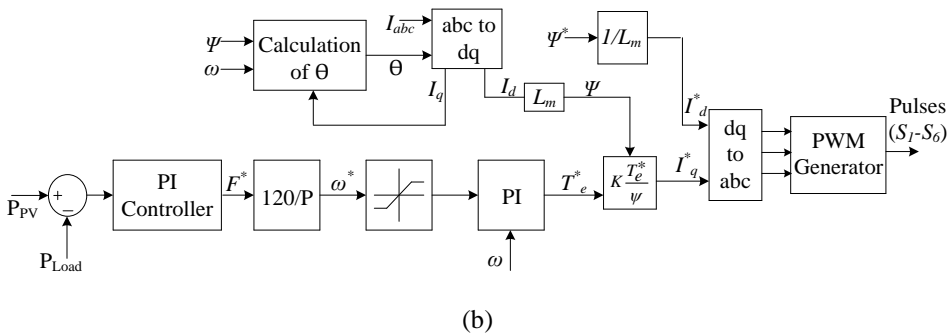 I_abc
abc to
dq
Ψ
ω
Calculation
of Θ
Θ
I_q
I_d
L_m
Ψ
Ψ*
1/L_m
I*_d
dq
to
abc
PWM
Generator
Pulses
(S_1-S_6)
P_PV
+
−
P_Load
PI
Controller
F*
120/P
ω*
PI
ω
T*_e
K T_e*/ψ
I*_q
(b)